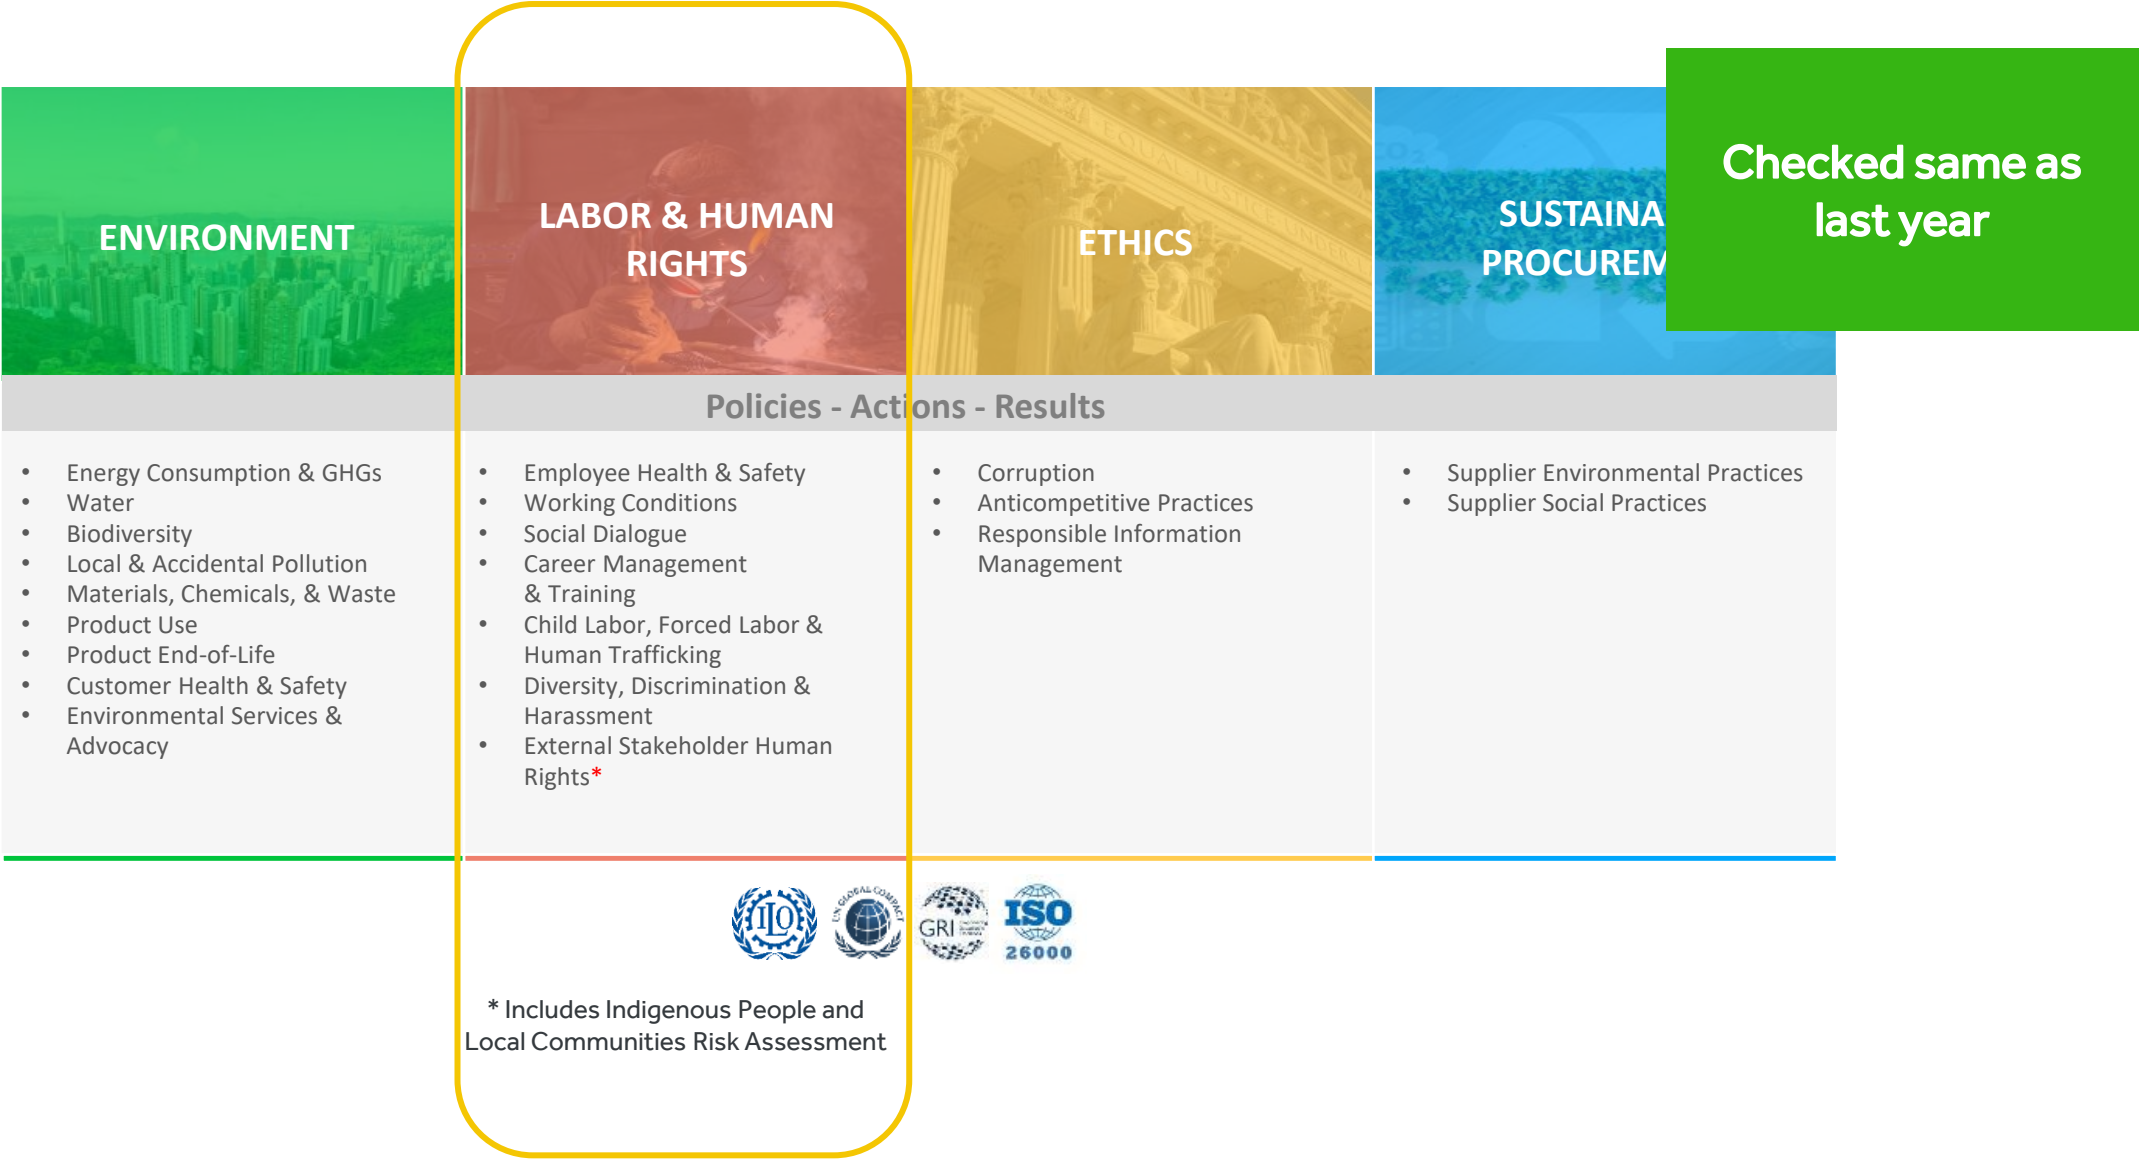 ENVIRONMENT
LABOR & HUMAN
RIGHTS
ETHICS
SUSTAINA
PROCUREM
Checked same as
last year
Policies - Actions - Results
• Energy Consumption & GHGs
• Water
• Biodiversity
• Local & Accidental Pollution
• Materials, Chemicals, & Waste
• Product Use
• Product End-of-Life
• Customer Health & Safety
• Environmental Services &
Advocacy
• Employee Health & Safety
• Working Conditions
• Social Dialogue
• Career Management
& Training
• Child Labor, Forced Labor &
Human Trafficking
• Diversity, Discrimination &
Harassment
• External Stakeholder Human
Rights*
• Corruption
• Anticompetitive Practices
• Responsible Information
Management
• Supplier Environmental Practices
• Supplier Social Practices
ILO
UN GLOBAL COMPACT
GRI
ISO
26000
* Includes Indigenous People and
Local Communities Risk Assessment